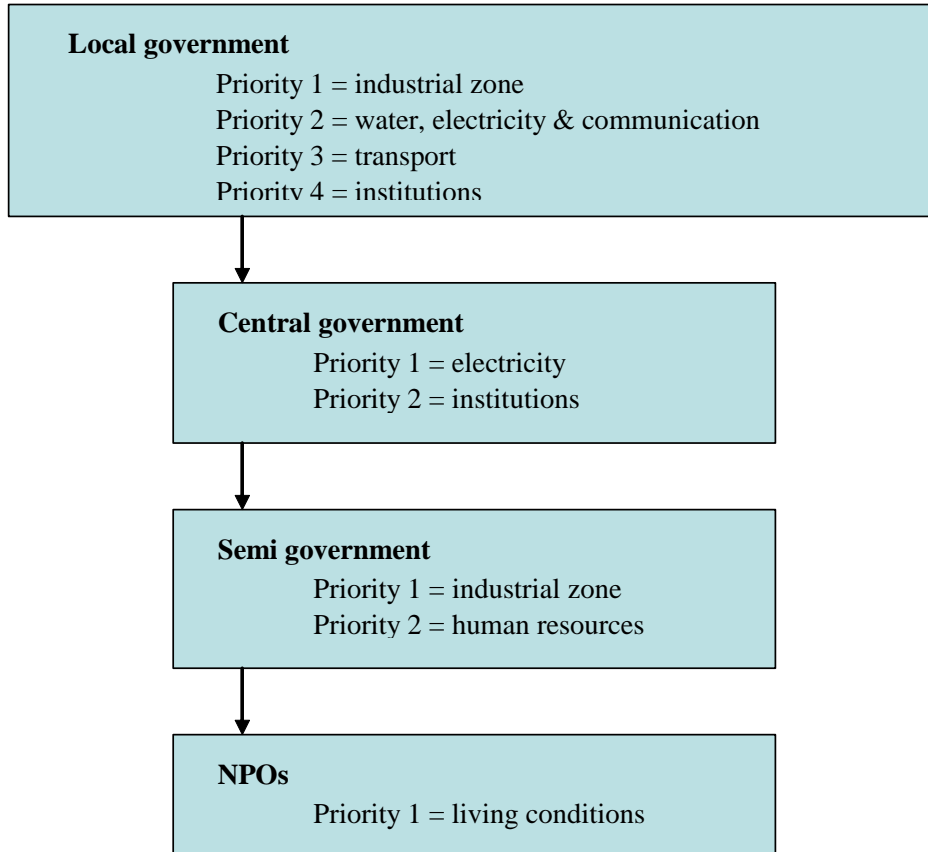 Local government
Priority 1 = industrial zone
Priority 2 = water, electricity & communication
Priority 3 = transport
Priority 4 = institutions
Central government
Priority 1 = electricity
Priority 2 = institutions
Semi government
Priority 1 = industrial zone
Priority 2 = human resources
NPOs
Priority 1 = living conditions